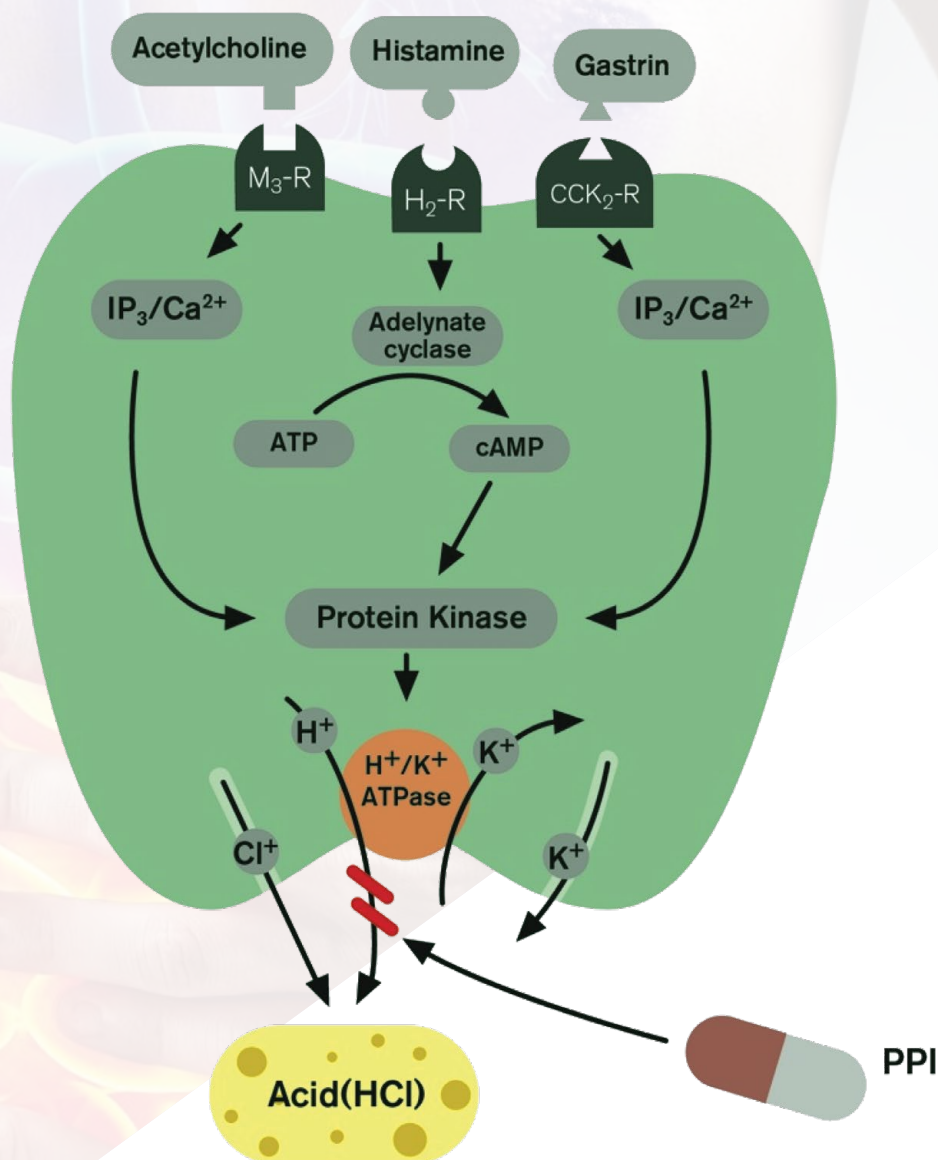 Acetylcholine
Histamine
Gastrin
M₃-R
H₂-R
CCK₂-R
IP₃/Ca²⁺
Adelynate
cyclase
IP₃/Ca²⁺
ATP
cAMP
Protein Kinase
H⁺
H⁺/K⁺
ATPase
K⁺
Cl⁺
K⁺
Acid(HCl)
PPI